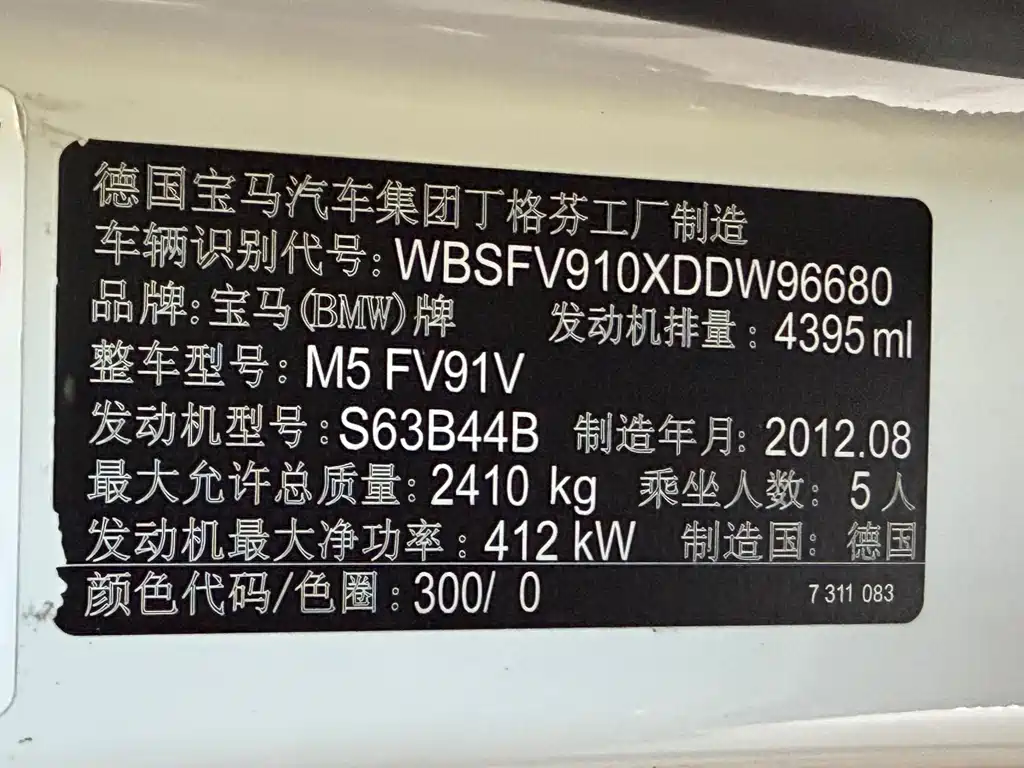 德国宝马汽车集团丁格芬工厂制造
车辆识别代号: WBSFV910XDDW96680
品牌: 宝马(BMW)牌 发动机排量: 4395 ml
整车型号: M5 FV91V
发动机型号: S63B44B 制造年月: 2012.08
最大允许总质量: 2410 kg 乘坐人数: 5 人
发动机最大净功率: 412 kW 制造国: 德国
颜色代码/色圈: 300/ 0 7 311 083